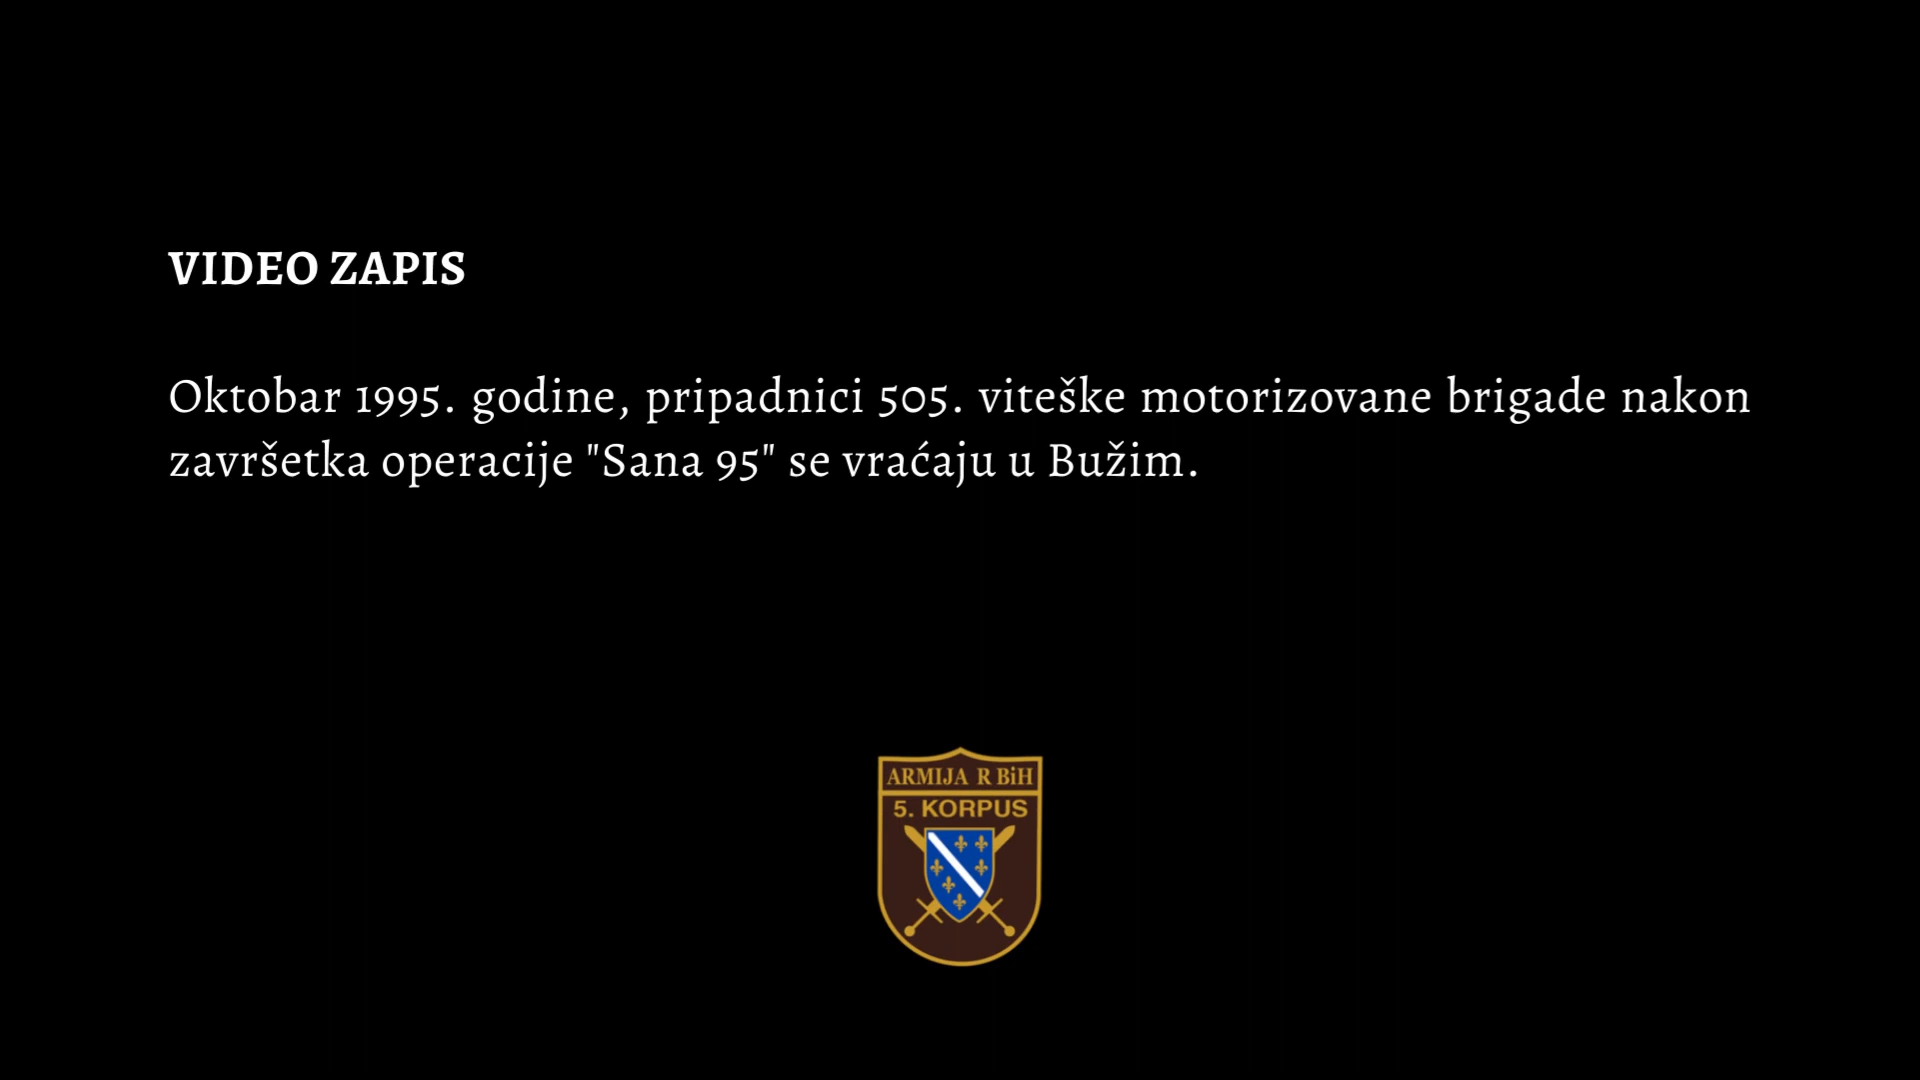 VIDEO ZAPIS
Oktobar 1995. godine, pripadnici 505. viteške motorizovane brigade nakon
završetka operacije "Sana 95" se vraćaju u Bužim.
ARMIJA R BiH
5. KORPUS